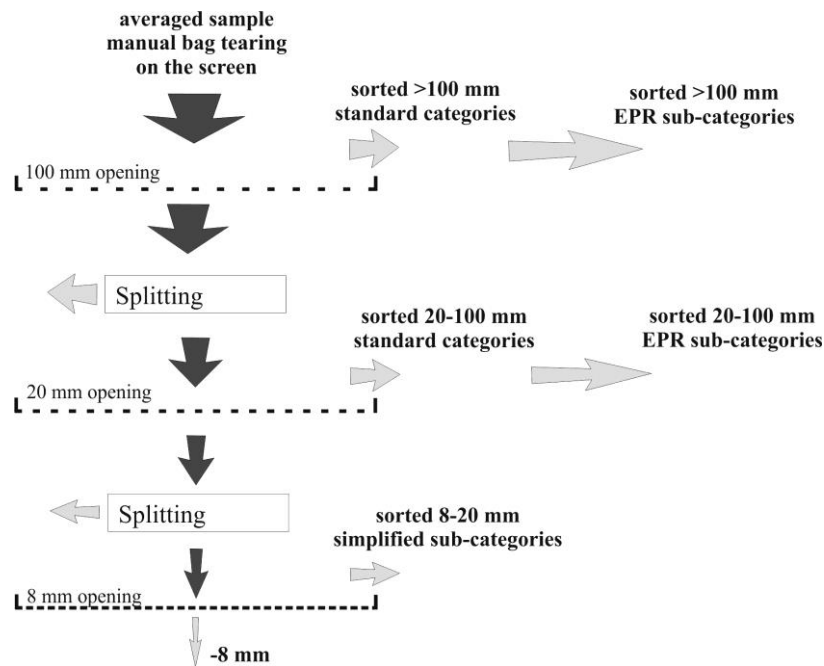 averaged sample
manual bag tearing
on the screen
sorted >100 mm
standard categories
sorted >100 mm
EPR sub-categories
100 mm opening
Splitting
sorted 20-100 mm
standard categories
sorted 20-100 mm
EPR sub-categories
20 mm opening
Splitting
sorted 8-20 mm
simplified sub-categories
8 mm opening
-8 mm